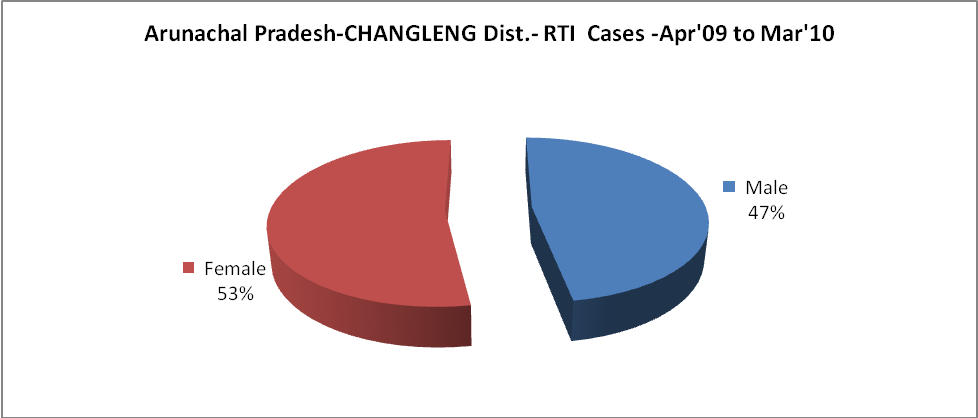 Arunachal Pradesh-CHANGLENG Dist.- RTI  Cases -Apr'09 to Mar'10
Male
47%
Female
53%